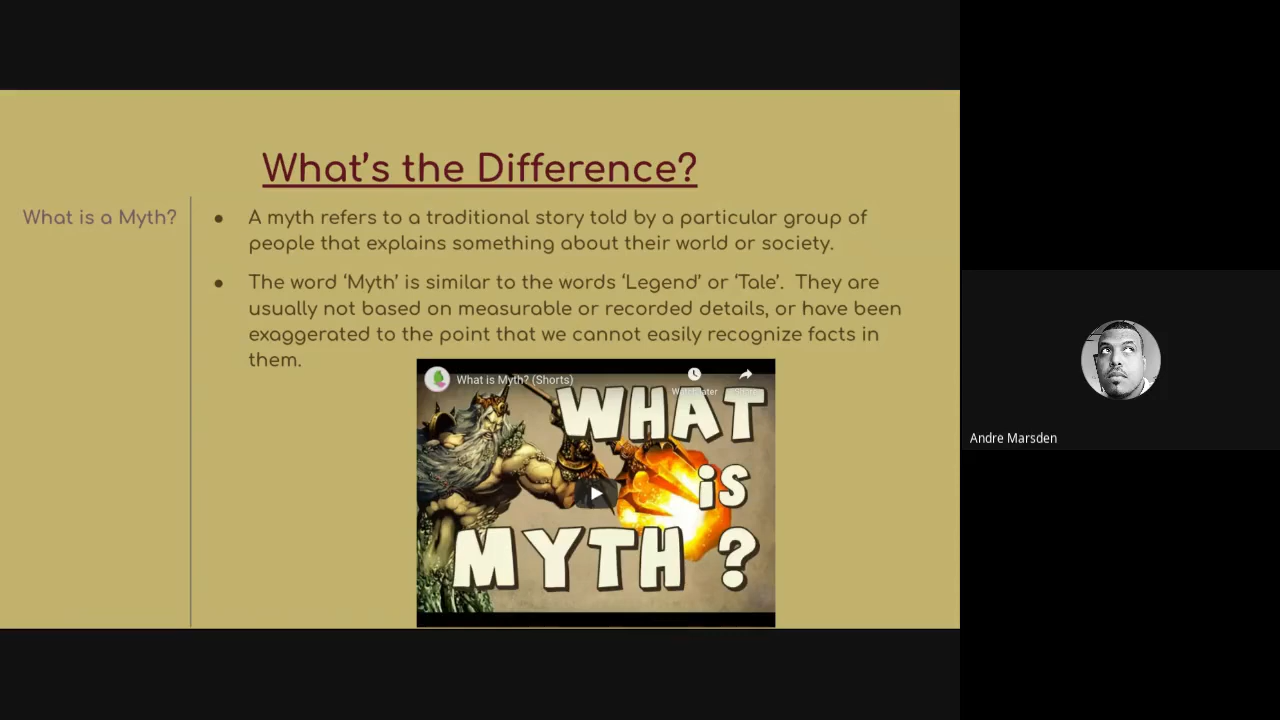 What's the Difference?
What is a Myth?
● A myth refers to a traditional story told by a particular group of
people that explains something about their world or society.
● The word ‘Myth’ is similar to the words ‘Legend’ or ‘Tale’.  They are
usually not based on measurable or recorded details, or have been
exaggerated to the point that we cannot easily recognize facts in
them.
What is Myth? (Shorts)
WHAT
is
MYTH ?
Andre Marsden